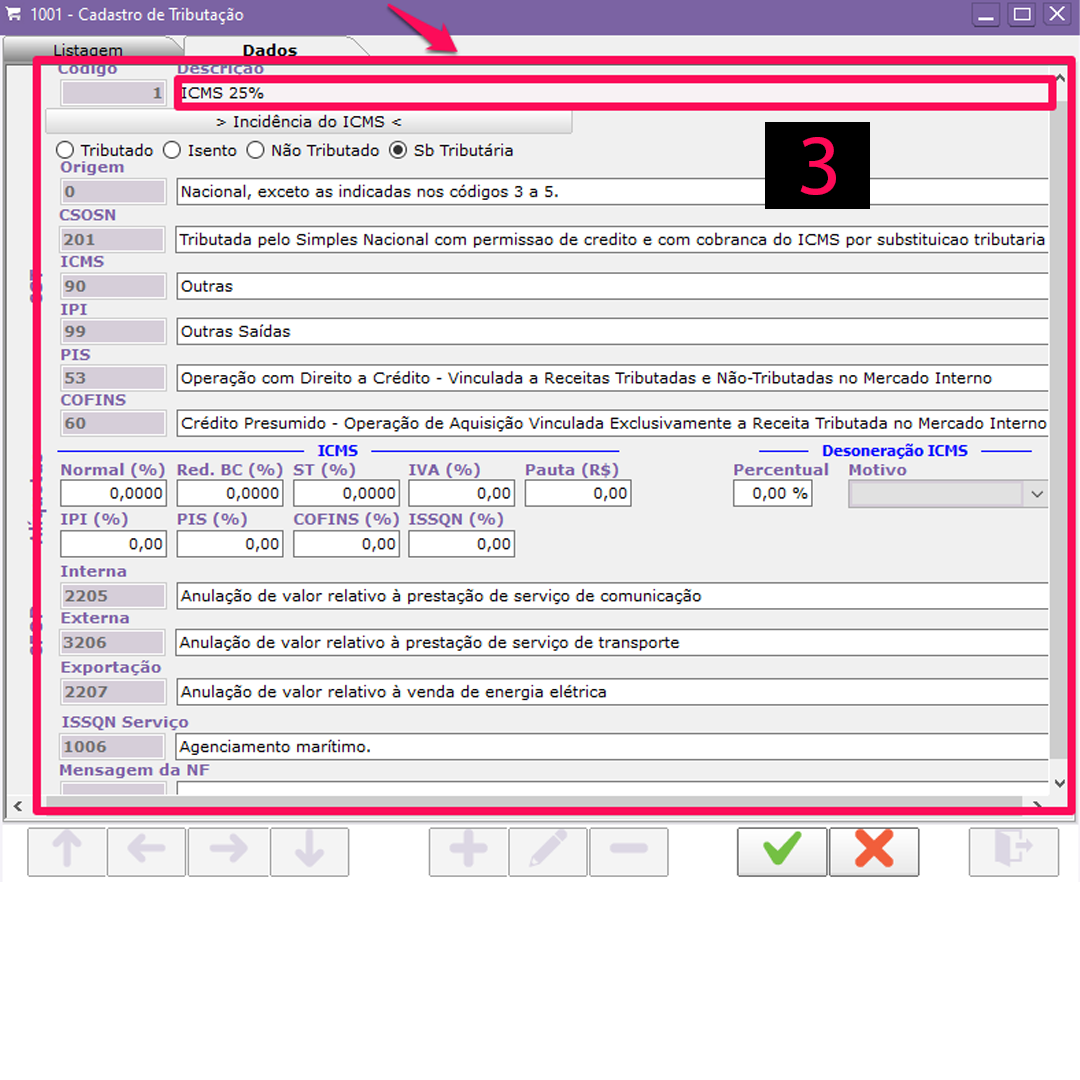 1001 - Cadastro de Tributação
Listagem Dados
Código Descrição
1 ICMS 25%
> Incidência do ICMS <
3
Tributado Isento Não Tributado Sb Tributária
Origem
0 Nacional, exceto as indicadas nos códigos 3 a 5.
CSOSN
201 Tributada pelo Simples Nacional com permissao de credito e com cobranca do ICMS por substituicao tributaria
ICMS
90 Outras
IPI
99 Outras Saídas
PIS
53 Operação com Direito a Crédito - Vinculada a Receitas Tributadas e Não-Tributadas no Mercado Interno
COFINS
60 Crédito Presumido - Operação de Aquisição Vinculada Exclusivamente a Receita Tributada no Mercado Interno
ICMS Desoneração ICMS
Normal (%) Red. BC (%) ST (%) IVA (%) Pauta (R$) Percentual Motivo
0,0000 0,0000 0,0000 0,00 0,00 0,00 %
IPI (%) PIS (%) COFINS (%) ISSQN (%)
0,00 0,00 0,00 0,00
Interna
2205 Anulação de valor relativo à prestação de serviço de comunicação
Externa
3206 Anulação de valor relativo à prestação de serviço de transporte
Exportação
2207 Anulação de valor relativo à venda de energia elétrica
ISSQN Serviço
1006 Agenciamento marítimo.
Mensagem da NF